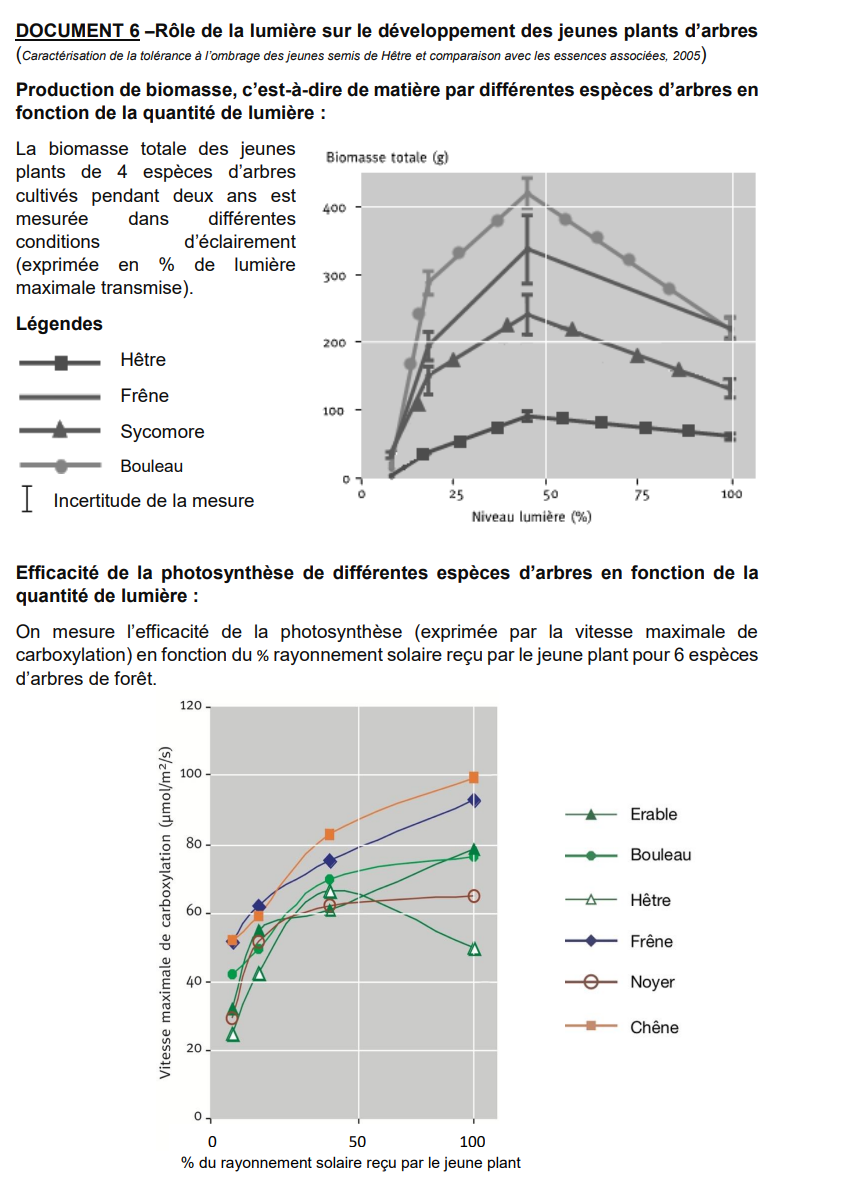 DOCUMENT 6 –Rôle de la lumière sur le développement des jeunes plants d’arbres
(Caractérisation de la tolérance à l’ombrage des jeunes semis de Hêtre et comparaison avec les essences associées, 2005)
Production de biomasse, c’est-à-dire de matière par différentes espèces d’arbres en
fonction de la quantité de lumière :
La biomasse totale des jeunes
plants de 4 espèces d’arbres
cultivés pendant deux ans est
mesurée dans différentes
conditions d’éclairement
(exprimée en % de lumière
maximale transmise).
Légendes
Hêtre
Frêne
Sycomore
Bouleau
Incertitude de la mesure
Biomasse totale (g)
400
300
200
100
0
0 25 50 75 100
Niveau lumière (%)
Efficacité de la photosynthèse de différentes espèces d’arbres en fonction de la
quantité de lumière :
On mesure l’efficacité de la photosynthèse (exprimée par la vitesse maximale de
carboxylation) en fonction du % rayonnement solaire reçu par le jeune plant pour 6 espèces
d’arbres de forêt.
Vitesse maximale de carboxylation (µmol/m²/s)
120
100
80
60
40
20
0
0 50 100
% du rayonnement solaire reçu par le jeune plant
Erable
Bouleau
Hêtre
Frêne
Noyer
Chêne